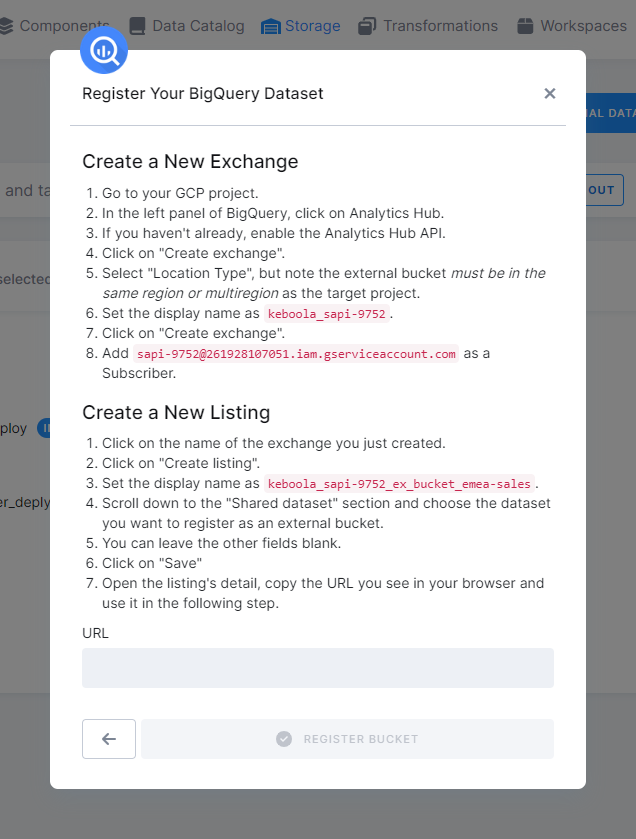 Components Data Catalog Storage Transformations Workspaces
Register Your BigQuery Dataset
Create a New Exchange
1. Go to your GCP project.
2. In the left panel of BigQuery, click on Analytics Hub.
3. If you haven't already, enable the Analytics Hub API.
4. Click on "Create exchange".
5. Select "Location Type", but note the external bucket must be in the
same region or multiregion as the target project.
6. Set the display name as keboola_sapi-9752.
7. Click on "Create exchange".
8. Add sapi-9752@261928107051.iam.gserviceaccount.com as a
Subscriber.
and ta
OUT
selected
Create a New Listing
1. Click on the name of the exchange you just created.
2. Click on "Create listing".
3. Set the display name as keboola_sapi-9752_ex_bucket_emea-sales.
4. Scroll down to the "Shared dataset" section and choose the dataset
you want to register as an external bucket.
5. You can leave the other fields blank.
6. Click on "Save"
7. Open the listing's detail, copy the URL you see in your browser and
use it in the following step.
ploy
er_deply
URL
REGISTER BUCKET